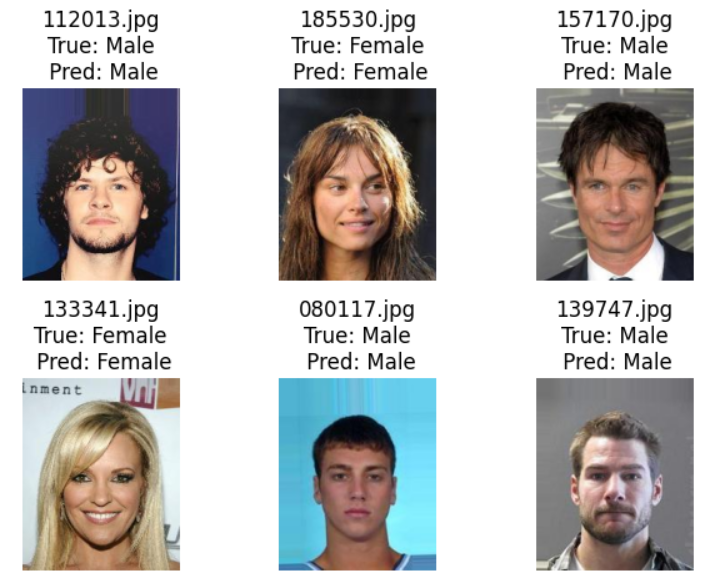 112013.jpg
True: Male
Pred: Male
185530.jpg
True: Female
Pred: Female
157170.jpg
True: Male
Pred: Male
133341.jpg
True: Female
Pred: Female
080117.jpg
True: Male
Pred: Male
139747.jpg
True: Male
Pred: Male
inment